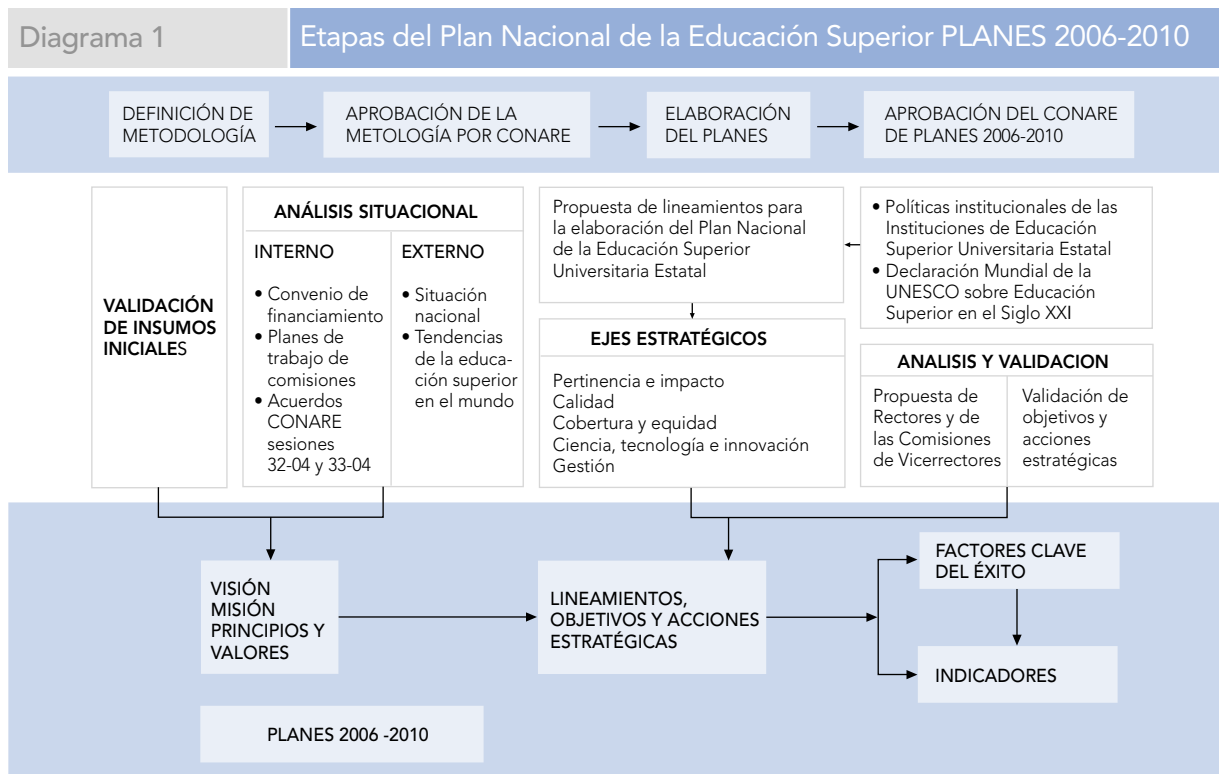 Diagrama 1
Etapas del Plan Nacional de la Educación Superior PLANES 2006-2010
DEFINICIÓN DE
METODOLOGÍA
APROBACIÓN DE LA
METOLOGÍA POR CONARE
ELABORACIÓN
DEL PLANES
APROBACIÓN DEL CONARE
DE PLANES 2006-2010
VALIDACIÓN
DE INSUMOS
INICIALES
ANÁLISIS SITUACIONAL
INTERNO
• Convenio de
financiamiento
• Planes de
trabajo de
comisiones
• Acuerdos
CONARE
sesiones
32-04 y 33-04
EXTERNO
• Situación
nacional
• Tendencias
de la educa-
ción superior
en el mundo
Propuesta de lineamientos para
la elaboración del Plan Nacional
de la Educación Superior
Universitaria Estatal
• Políticas institucionales de las
Instituciones de Educación
Superior Universitaria Estatal
• Declaración Mundial de la
UNESCO sobre Educación
Superior en el Siglo XXI
EJES ESTRATÉGICOS
Pertinencia e impacto
Calidad
Cobertura y equidad
Ciencia, tecnología e innovación
Gestión
ANALISIS Y VALIDACION
Propuesta de
Rectores y de
las Comisiones
de Vicerrectores
Validación de
objetivos y
acciones
estratégicas
VISIÓN
MISIÓN
PRINCIPIOS Y
VALORES
LINEAMIENTOS,
OBJETIVOS Y ACCIONES
ESTRATÉGICAS
FACTORES CLAVE
DEL ÉXITO
INDICADORES
PLANES 2006 -2010